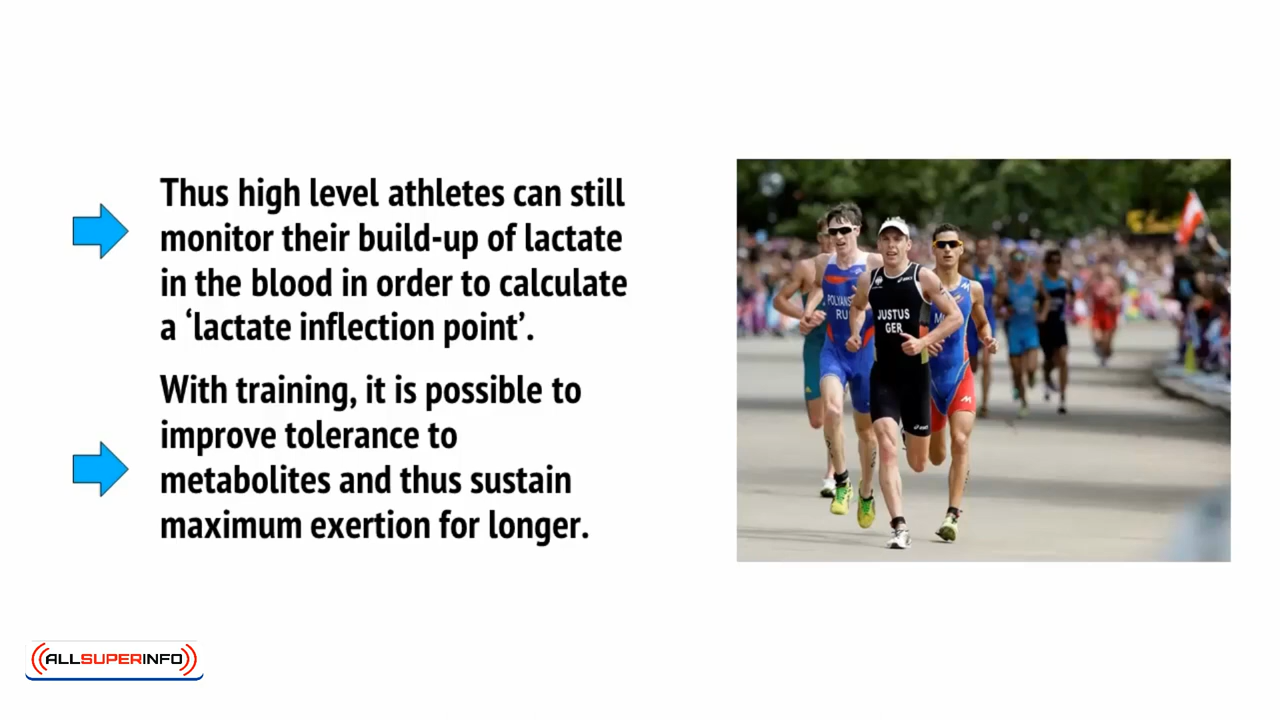 Thus high level athletes can still
monitor their build-up of lactate
in the blood in order to calculate
a ‘lactate inflection point’.
With training, it is possible to
improve tolerance to
metabolites and thus sustain
maximum exertion for longer.
JUSTUS
GER
ALLSUPERINFO